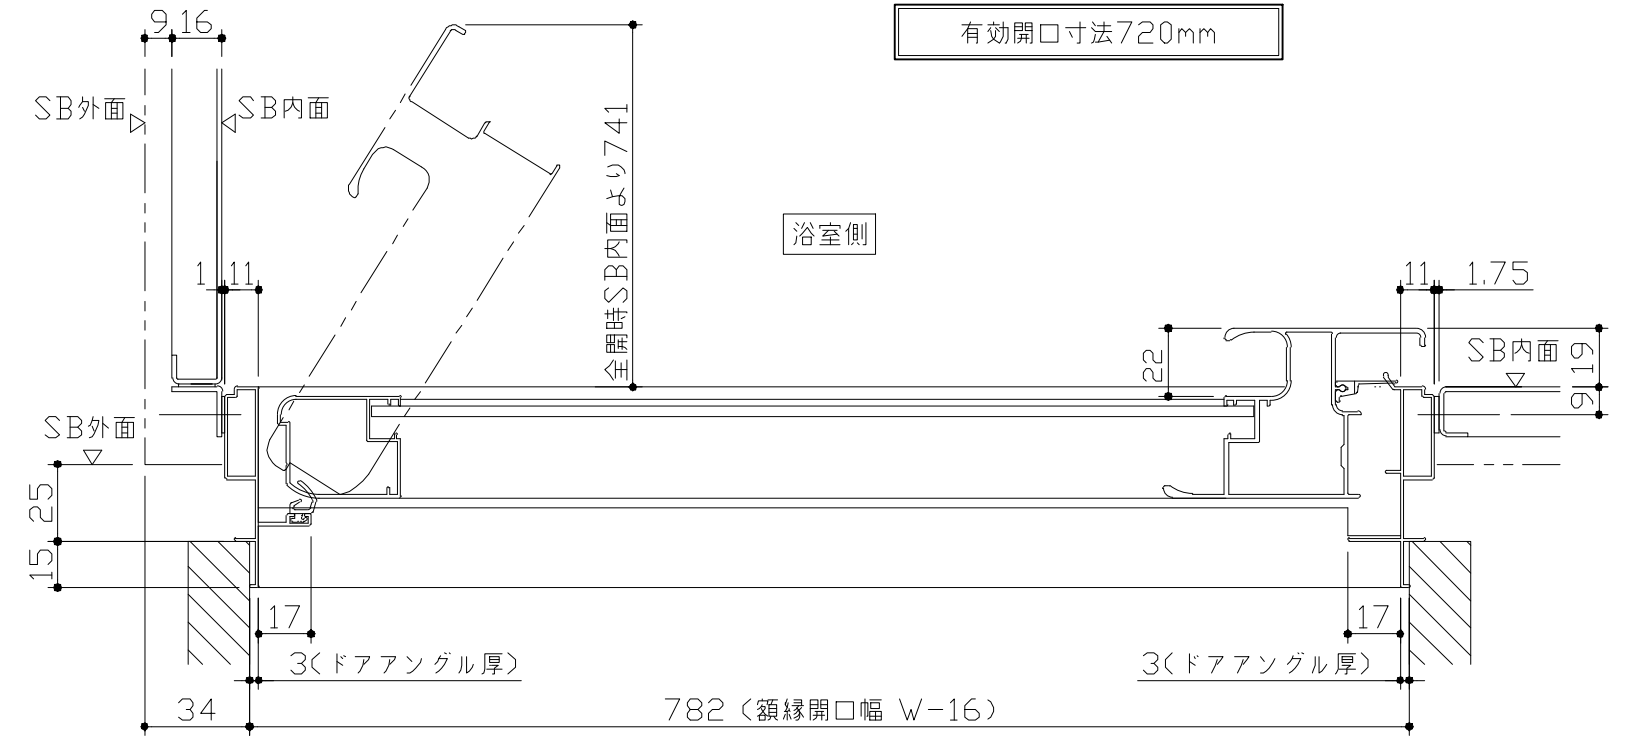 9 16
有効開口寸法720mm
SB外面
SB内面
全開時SB内面より741
浴室側
1 11
11 1.75
22
SB内面
19
9
SB外面
25
15
17
17
3(ドアアングル厚)
3(ドアアングル厚)
34
782 (額縁開口幅 W-16)